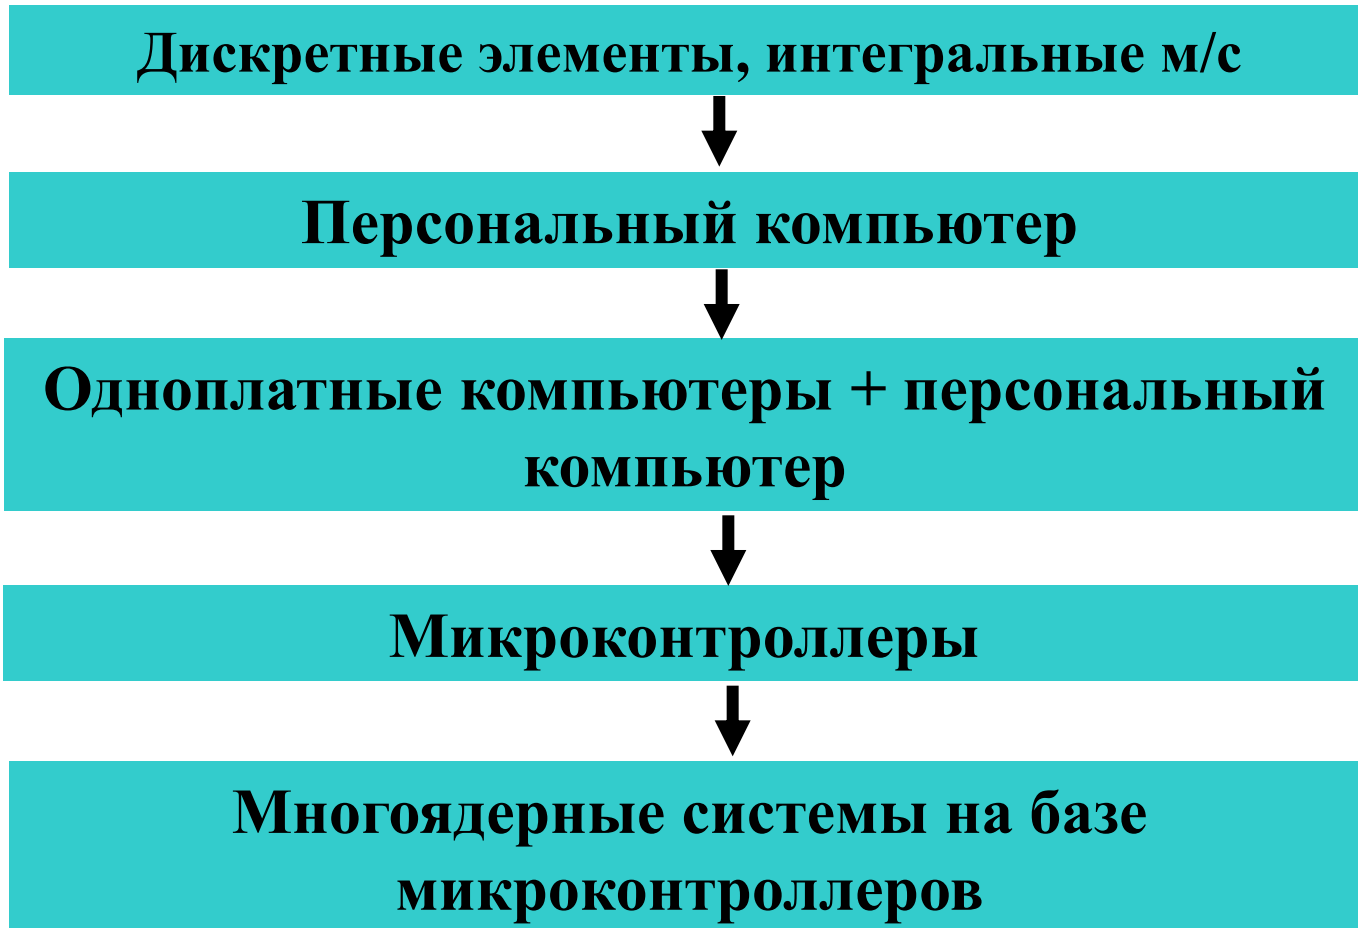 Дискретные элементы, интегральные м/с
Персональный компьютер
Одноплатные компьютеры + персональный
компьютер
Микроконтроллеры
Многоядерные системы на базе
микроконтроллеров